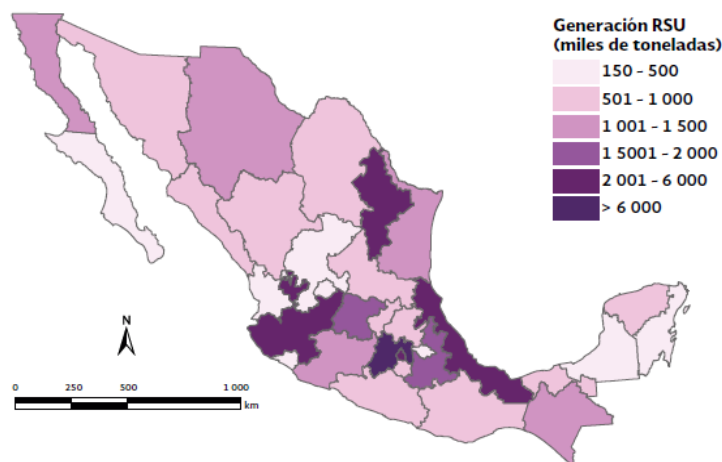 Generación RSU
(miles de toneladas)
150 - 500
501 - 1 000
1 001 - 1 500
1 5001 - 2 000
2 001 - 6 000
> 6 000
N
0 250 500 1 000
km